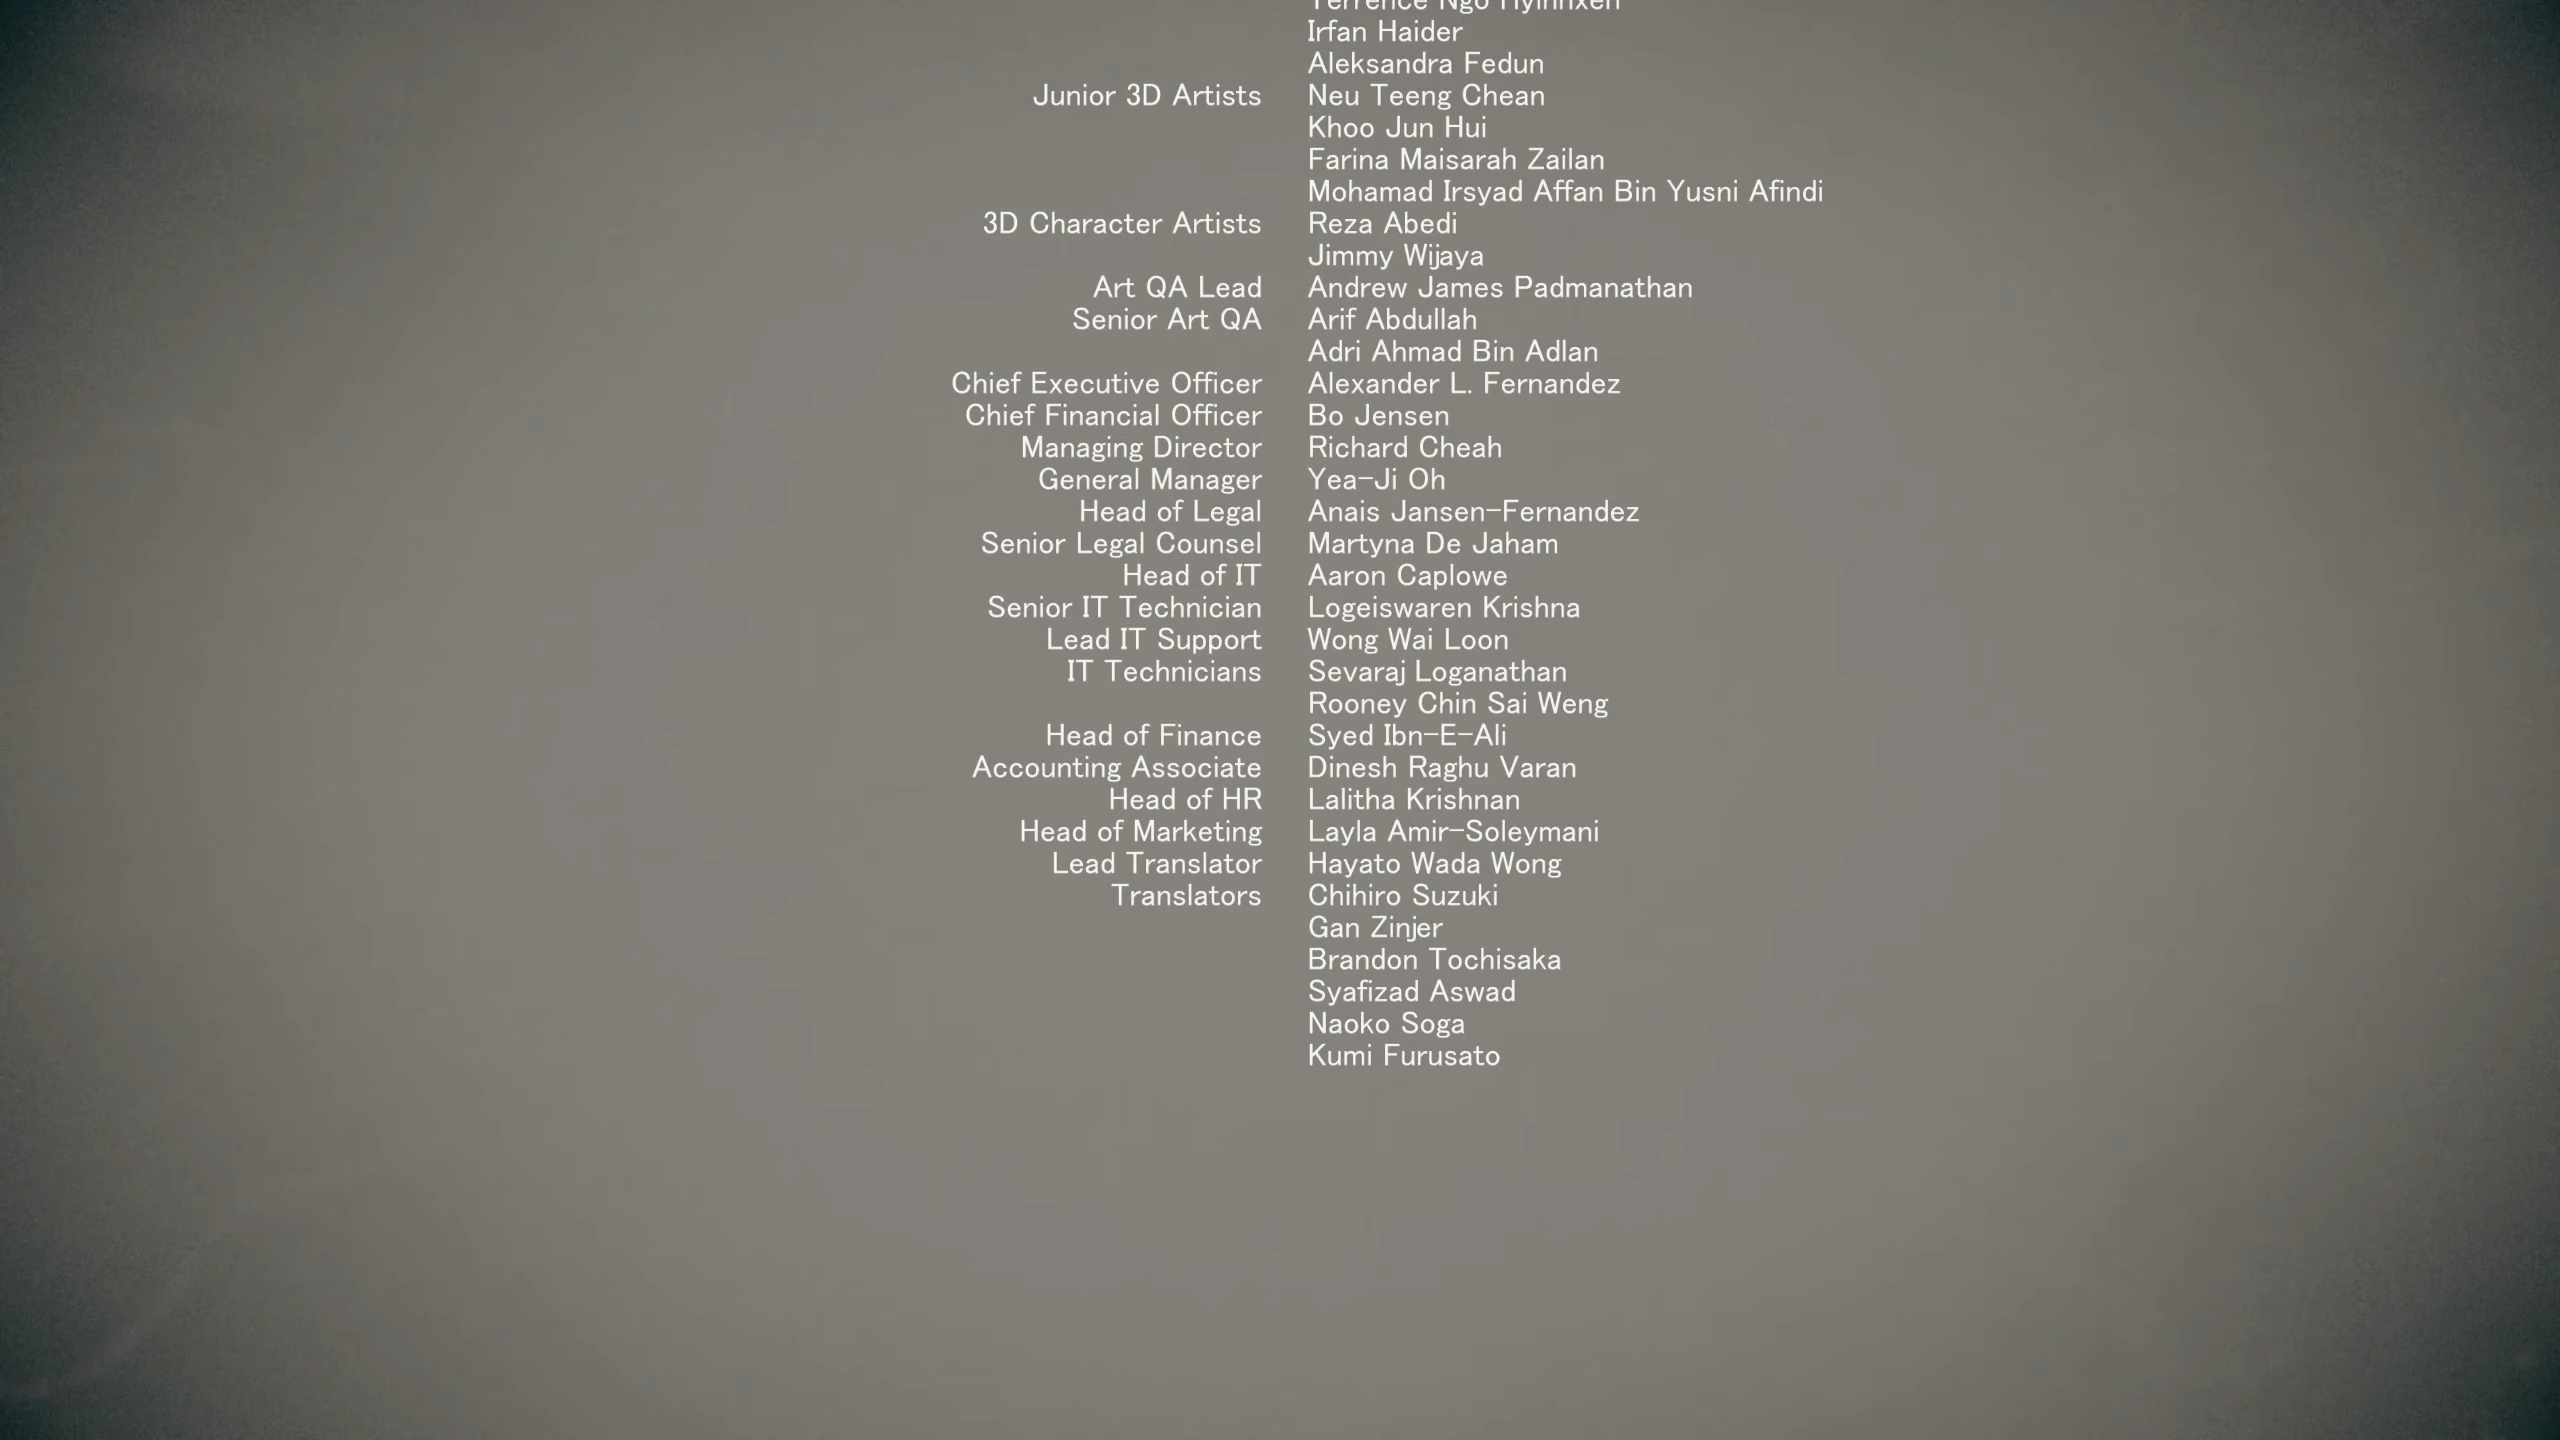 Irfan Haider
Aleksandra Fedun
Junior 3D Artists Neu Teeng Chean
Khoo Jun Hui
Farina Maisarah Zailan
Mohamad Irsyad Affan Bin Yusni Afindi
3D Character Artists Reza Abedi
Jimmy Wijaya
Art QA Lead Andrew James Padmanathan
Senior Art QA Arif Abdullah
Adri Ahmad Bin Adlan
Chief Executive Officer Alexander L. Fernandez
Chief Financial Officer Bo Jensen
Managing Director Richard Cheah
General Manager Yea-Ji Oh
Head of Legal Anais Jansen-Fernandez
Senior Legal Counsel Martyna De Jaham
Head of IT Aaron Caplowe
Senior IT Technician Logeiswaren Krishna
Lead IT Support Wong Wai Loon
IT Technicians Sevaraj Loganathan
Rooney Chin Sai Weng
Head of Finance Syed Ibn-E-Ali
Accounting Associate Dinesh Raghu Varan
Head of HR Lalitha Krishnan
Head of Marketing Layla Amir-Soleymani
Lead Translator Hayato Wada Wong
Translators Chihiro Suzuki
Gan Zinjer
Brandon Tochisaka
Syafizad Aswad
Naoko Soga
Kumi Furusato